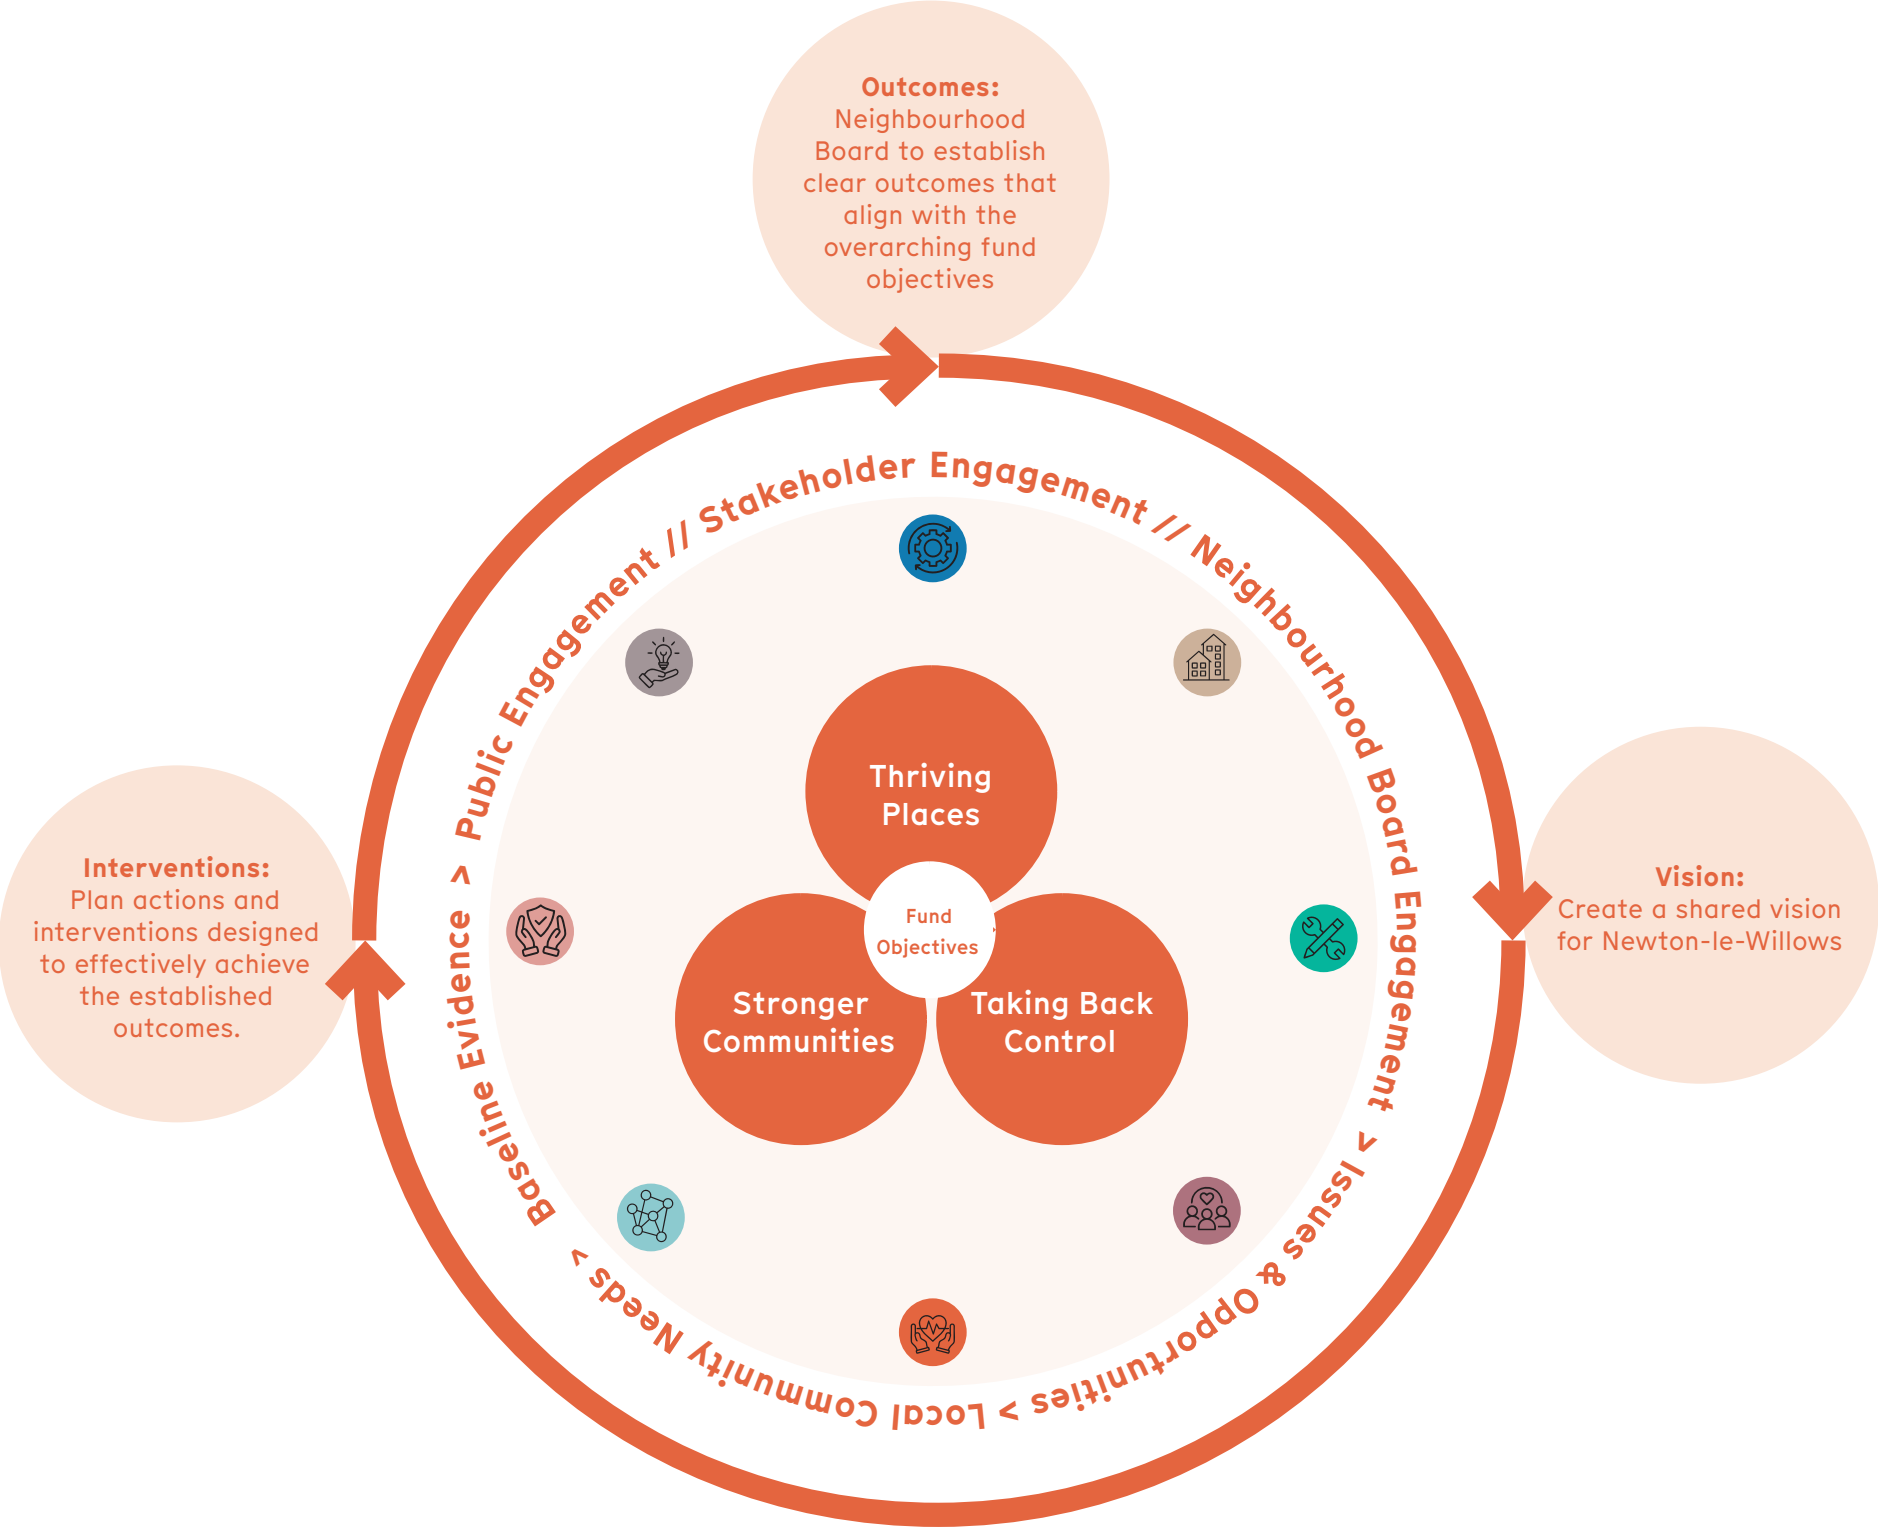 Outcomes:
Neighbourhood
Board to establish
clear outcomes that
align with the
overarching fund
objectives
Public Engagement // Stakeholder Engagement // Neighbourhood Board Engagement > Issues & Opportunities > Local Community Needs > Baseline Evidence >
Thriving
Places
Fund
Objectives
Stronger
Communities
Taking Back
Control
Interventions:
Plan actions and
interventions designed
to effectively achieve
the established
outcomes.
Vision:
Create a shared vision
for Newton-le-Willows